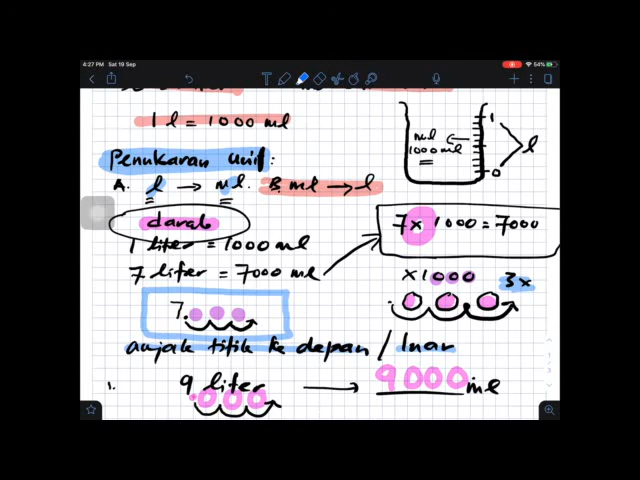 4:27 PM Sat 19 Sep
54%
1 l = 1000 ml
Penukaran Unit:
A. l → ml. B. ml → l
darab
1 liter = 1000 ml
7 liter = 7000 ml
7.
anjak titik ke depan / luar
1. 9 liter → 9000 ml
1
ml
1000 ml
l
0
7 x 1000 = 7000
x 1000 3x